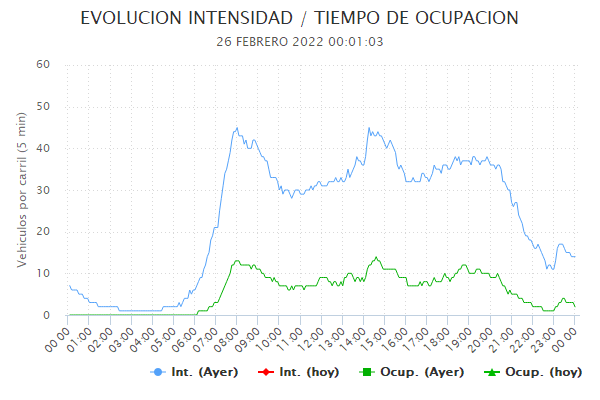 EVOLUCION INTENSIDAD / TIEMPO DE OCUPACION
26 FEBRERO 2022 00:01:03
Vehiculos por carril (5 min)
60
50
40
30
20
10
0
00:00 01:00 02:00 03:00 04:00 05:00 06:00 07:00 08:00 09:00 10:00 11:00 12:00 13:00 14:00 15:00 16:00 17:00 18:00 19:00 20:00 21:00 22:00 23:00 00:00
Int. (Ayer) Int. (hoy) Ocup. (Ayer) Ocup. (hoy)